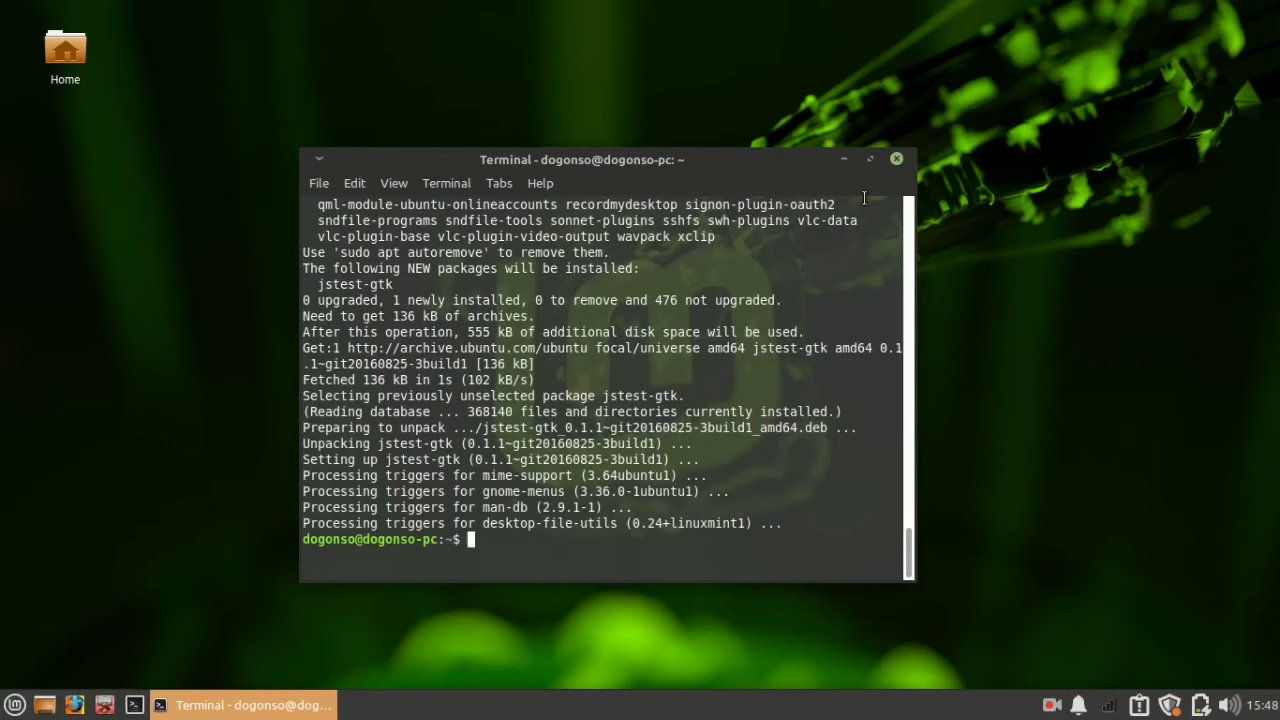 Home
Terminal - dogonso@dogonso-pc: ~
File Edit View Terminal Tabs Help
qml-module-ubuntu-onlineaccounts recordmydesktop signon-plugin-oauth2
sndfile-programs sndfile-tools sonnet-plugins sshfs swh-plugins vlc-data
vlc-plugin-base vlc-plugin-video-output wavpack xclip
Use 'sudo apt autoremove' to remove them.
The following NEW packages will be installed:
jstest-gtk
0 upgraded, 1 newly installed, 0 to remove and 476 not upgraded.
Need to get 136 kB of archives.
After this operation, 555 kB of additional disk space will be used.
Get:1 http://archive.ubuntu.com/ubuntu focal/universe amd64 jstest-gtk amd64 0.1
.1~git20160825-3build1 [136 kB]
Fetched 136 kB in 1s (102 kB/s)
Selecting previously unselected package jstest-gtk.
(Reading database ... 368140 files and directories currently installed.)
Preparing to unpack .../jstest-gtk_0.1.1~git20160825-3build1_amd64.deb ...
Unpacking jstest-gtk (0.1.1~git20160825-3build1) ...
Setting up jstest-gtk (0.1.1~git20160825-3build1) ...
Processing triggers for mime-support (3.64ubuntu1) ...
Processing triggers for gnome-menus (3.36.0-1ubuntu1) ...
Processing triggers for man-db (2.9.1-1) ...
Processing triggers for desktop-file-utils (0.24+linuxmint1) ...
dogonso@dogonso-pc:~$
Terminal - dogonso@dog...
15:48